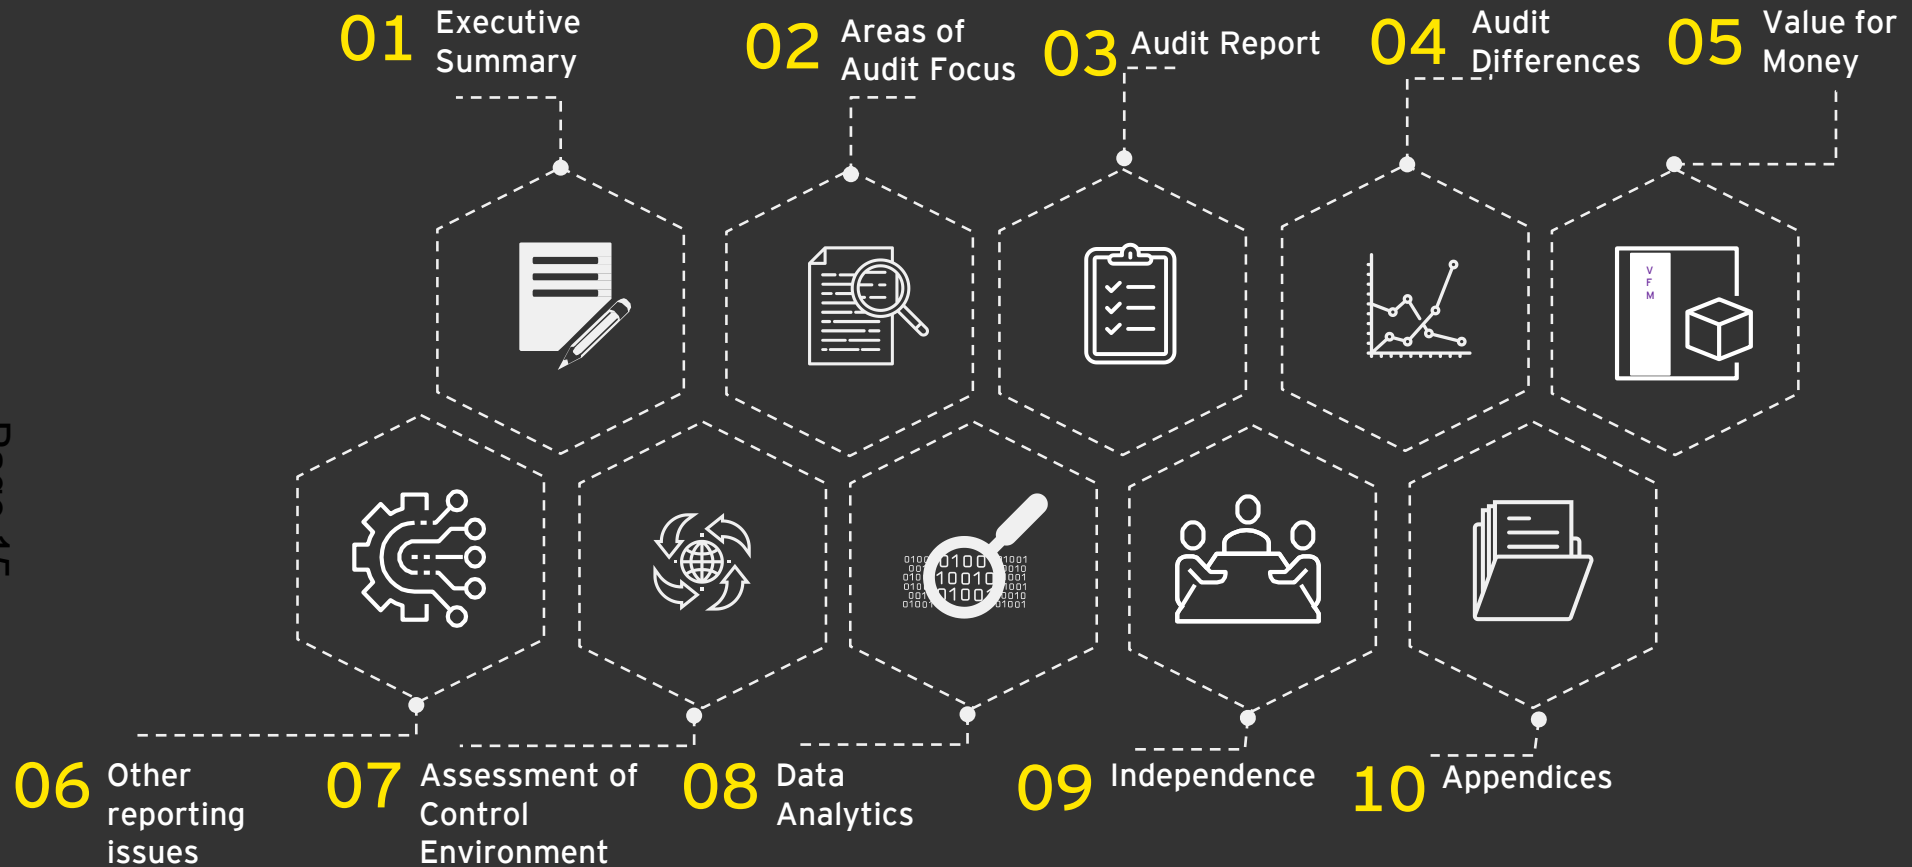 01 Executive
Summary
02 Areas of
Audit Focus
03 Audit Report
04 Audit
Differences
05 Value for
Money
V
F
M
0100
10010
1001
06 Other
reporting
issues
07 Assessment of
Control
Environment
08 Data
Analytics
09 Independence
10 Appendices